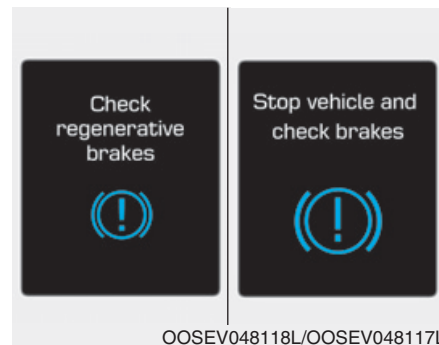 Check
regenerative
brakes
Stop vehicle and
check brakes
OOSEV048118L/OOSEV048117L